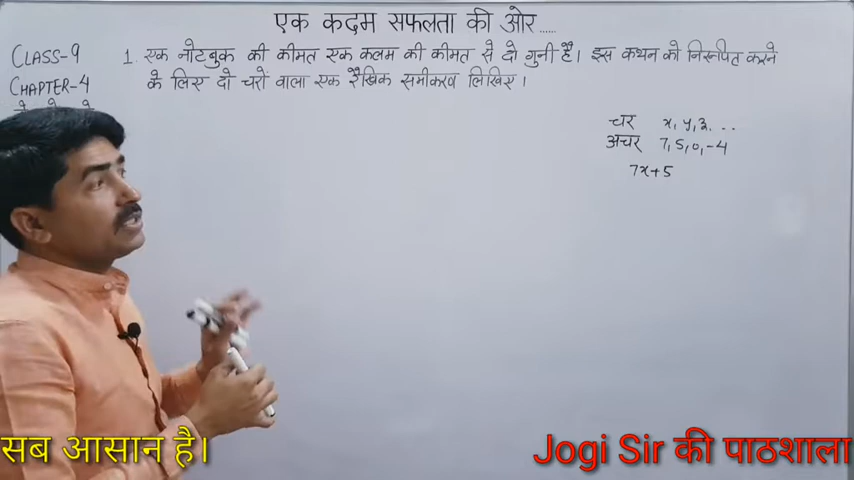 एक कदम सफलता की ओर......
CLASS-9
1. एक नोटबुक की कीमत एक कलम की कीमत से दो गुनी है। इस कथन को निरूपित करने
CHAPTER-4
के लिए दो चरों वाला एक रैखिक समीकरण लिखिए।
चर x, y, z, ...
अचर 7, 5, 0, -4
7x+5
सब आसान है।
Jogi Sir की पाठशाला